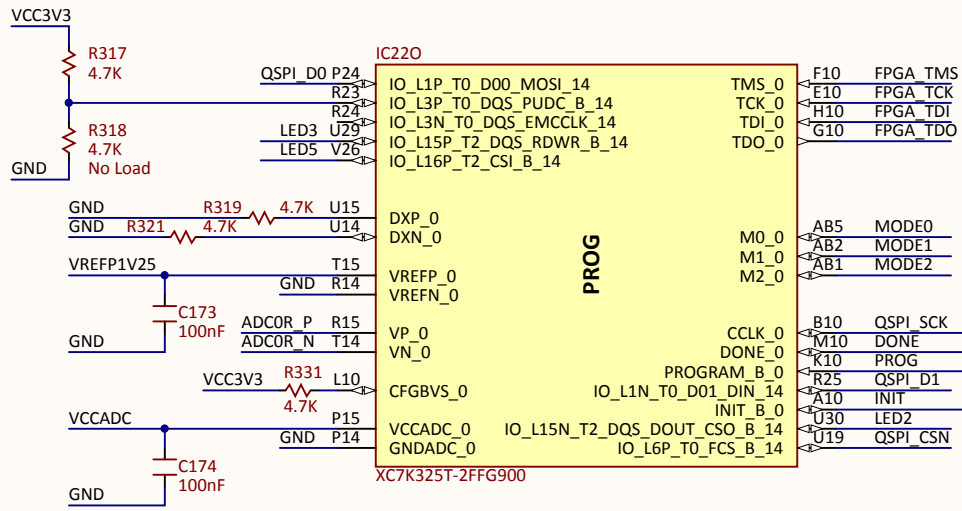 VCC3V3
R317
4.7K
R318
4.7K
No Load
GND
IC22O
QSPI_D0 P24 IO_L1P_T0_D00_MOSI_14
R23 IO_L3P_T0_DQS_PUDC_B_14
R24 IO_L3N_T0_DQS_EMCCLK_14
LED3 U29 IO_L15P_T2_DQS_RDWR_B_14
LED5 V26 IO_L16P_T2_CSI_B_14
TMS_0 F10 FPGA_TMS
TCK_0 E10 FPGA_TCK
TDI_0 H10 FPGA_TDI
TDO_0 G10 FPGA_TDO
GND R319 4.7K U15 DXP_0
GND R321 4.7K U14 DXN_0
M0_0 AB5 MODE0
M1_0 AB2 MODE1
M2_0 AB1 MODE2
PROG
VREFP1V25 T15 VREFP_0
GND R14 VREFN_0
C173
100nF
GND
ADC0R_P R15 VP_0
ADC0R_N T14 VN_0
VCC3V3 R331 4.7K L10 CFGBVS_0
VCCADC P15 VCCADC_0
GND P14 GNDADC_0
C174
100nF
GND
CCLK_0 B10 QSPI_SCK
DONE_0 M10 DONE
PROGRAM_B_0 K10 PROG
IO_L1N_T0_D01_DIN_14 R25 QSPI_D1
INIT_B_0 A10 INIT
IO_L15N_T2_DQS_DOUT_CSO_B_14 U30 LED2
IO_L6P_T0_FCS_B_14 U19 QSPI_CSN
XC7K325T-2FFG900